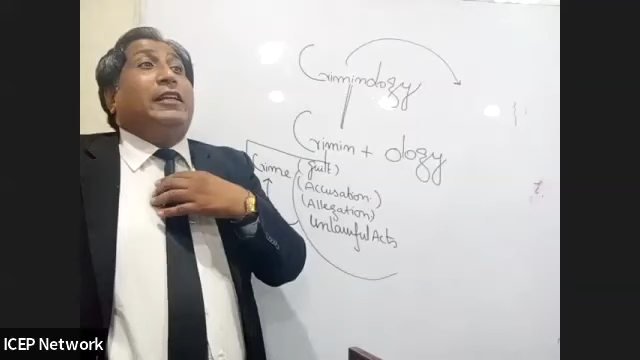 Criminology
Crimin + ology
Crime (guilt)
(Accusation)
(Allegation)
Unlawful Acts
ICEP Network